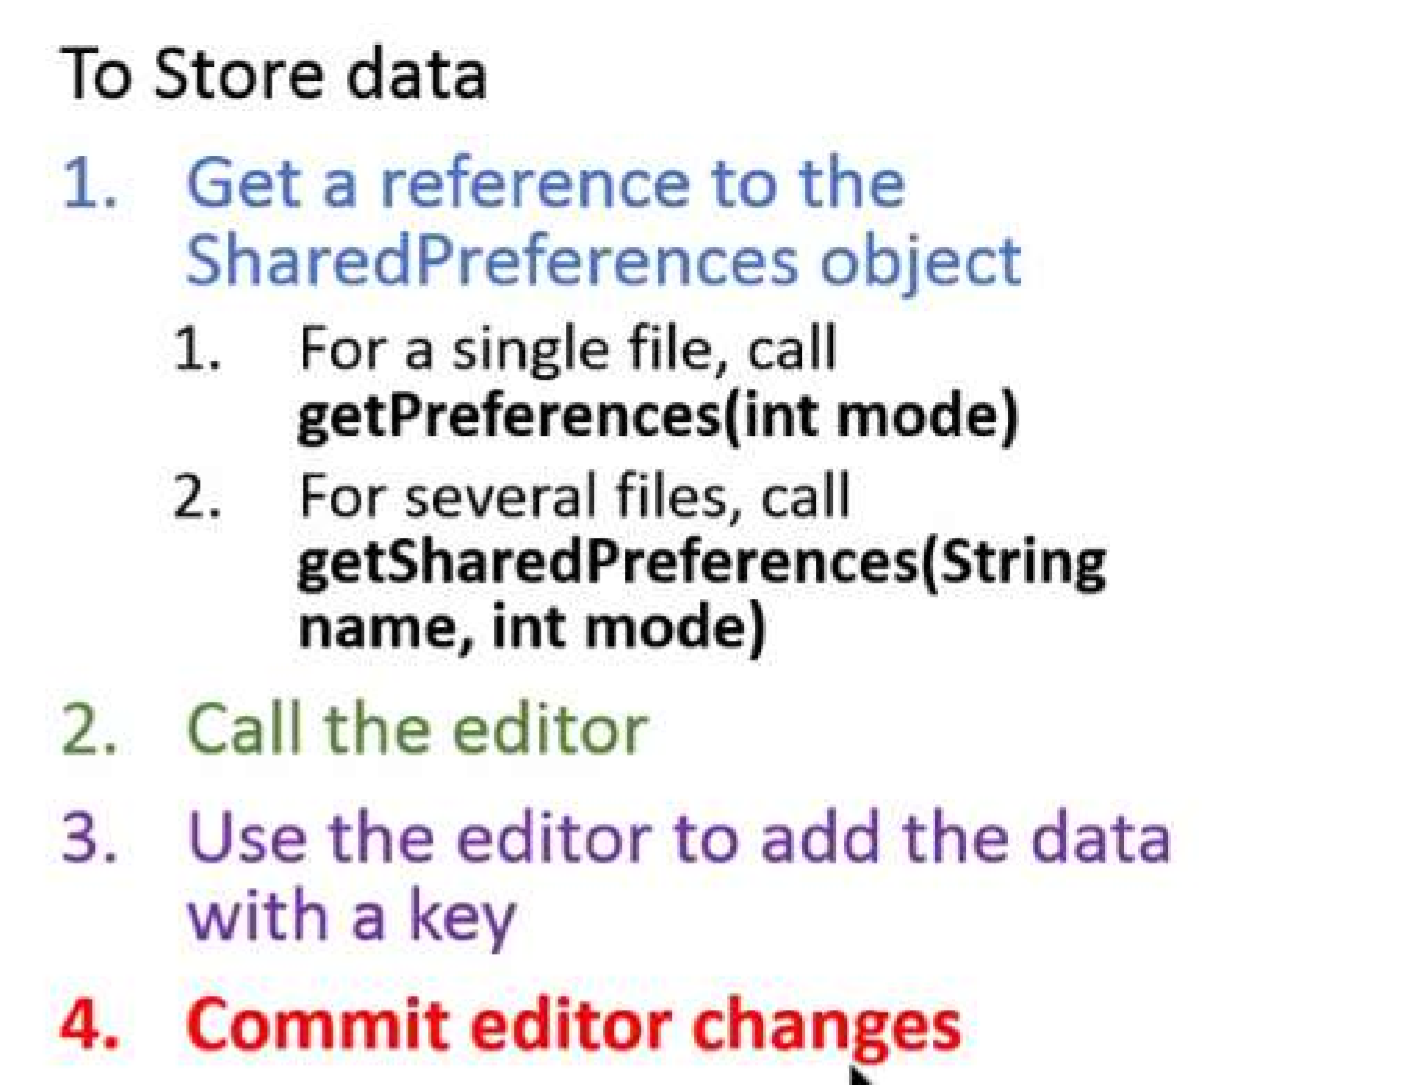 To Store data
1. Get a reference to the
SharedPreferences object
1. For a single file, call
getPreferences(int mode)
2. For several files, call
getSharedPreferences(String
name, int mode)
2. Call the editor
3. Use the editor to add the data
with a key
4. Commit editor changes